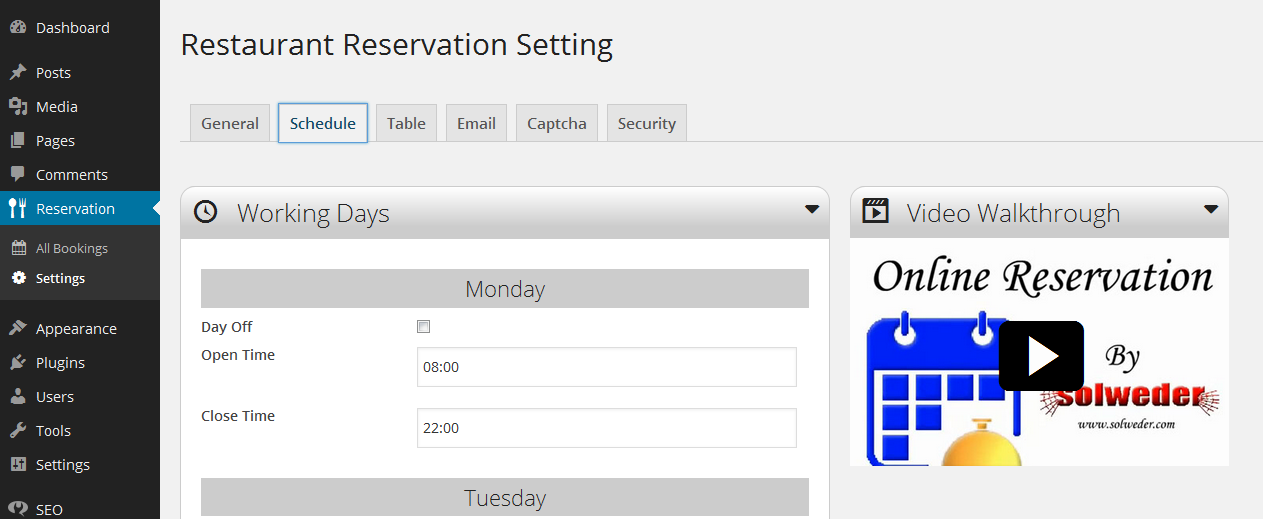 Dashboard
Posts
Media
Pages
Comments
Reservation
All Bookings
Settings
Appearance
Plugins
Users
Tools
Settings
SEO
Restaurant Reservation Setting
General Schedule Table Email Captcha Security
Working Days
Monday
Day Off
Open Time 08:00
Close Time 22:00
Tuesday
Video Walkthrough
Online Reservation
By
solweder
www.solweder.com